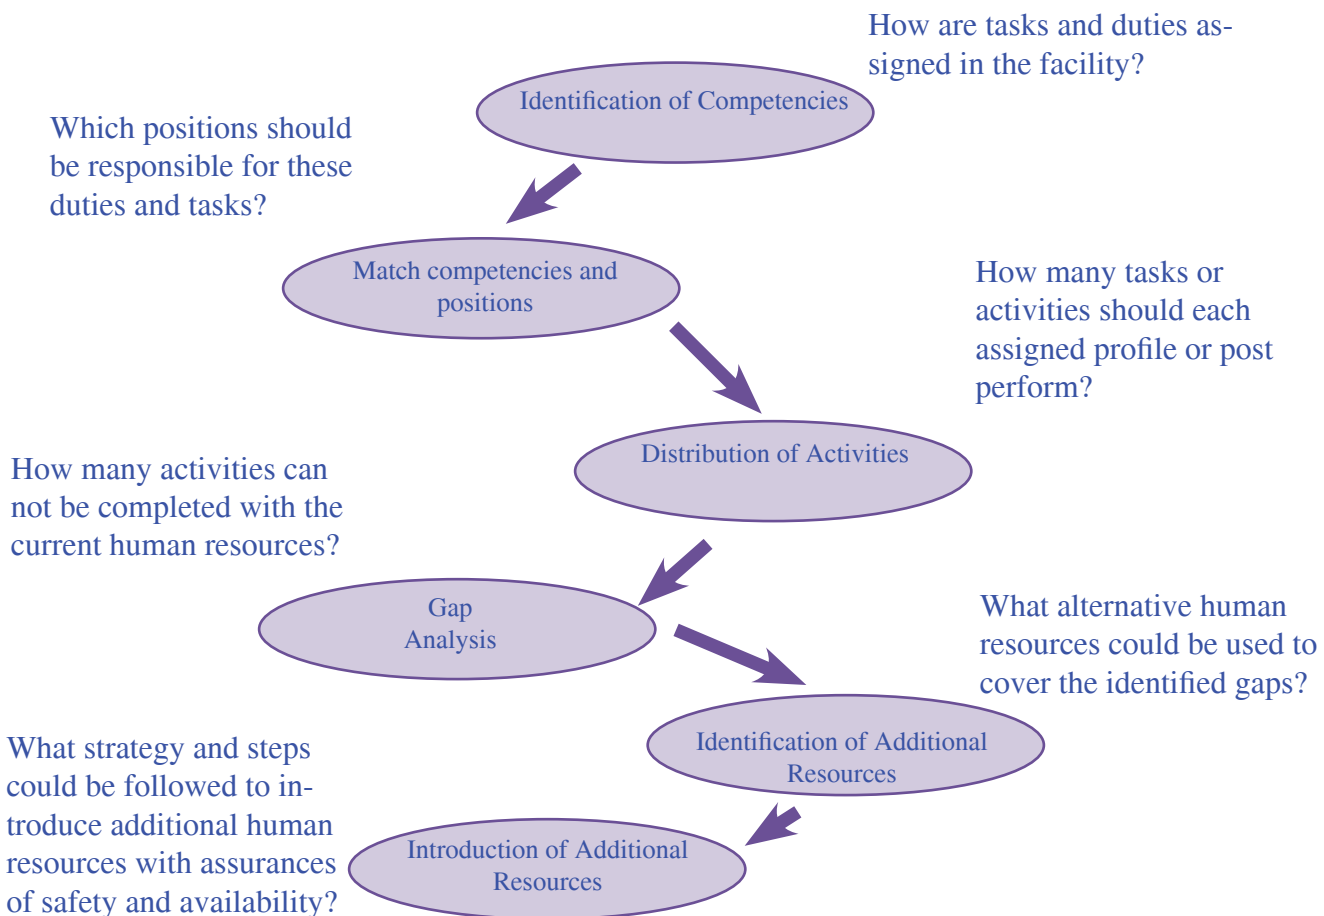 How are tasks and duties as-
signed in the facility?
Identification of Competencies
Which positions should
be responsible for these
duties and tasks?
Match competencies and
positions
How many tasks or
activities should each
assigned profile or post
perform?
Distribution of Activities
How many activities can
not be completed with the
current human resources?
Gap
Analysis
What alternative human
resources could be used to
cover the identified gaps?
Identification of Additional
Resources
What strategy and steps
could be followed to in-
troduce additional human
resources with assurances
of safety and availability?
Introduction of Additional
Resources